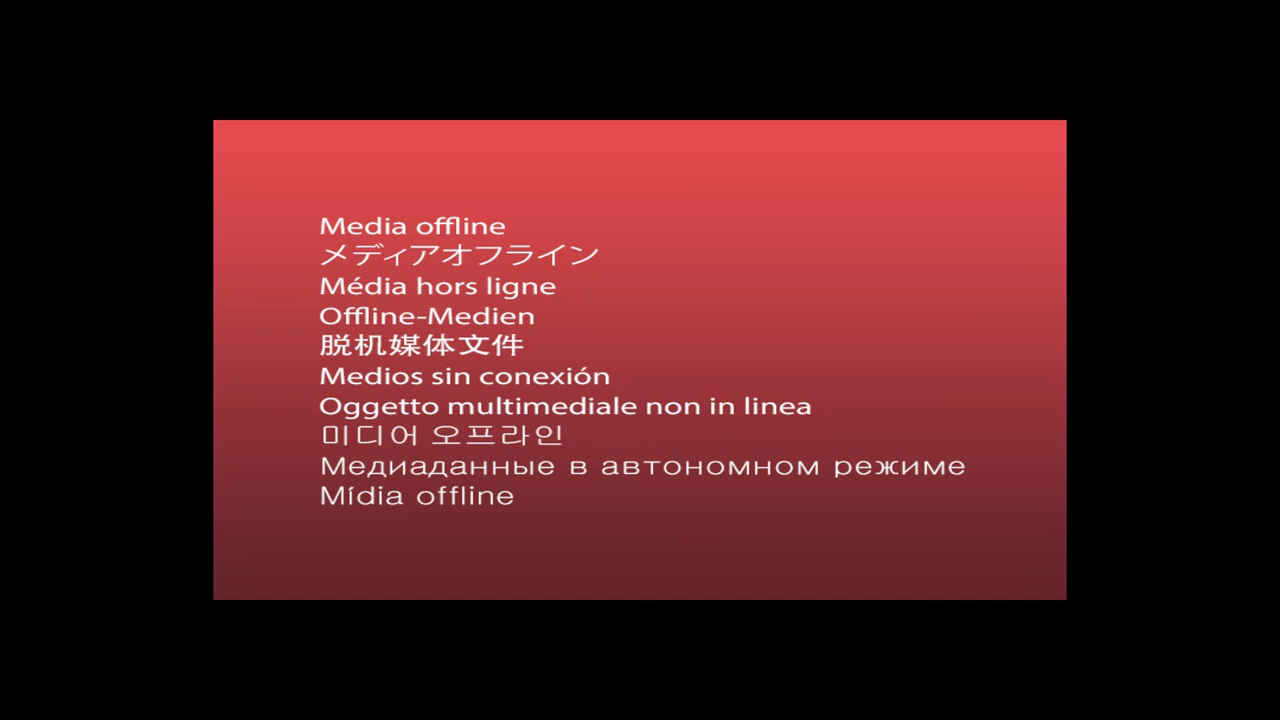 Media offline
メディアオフライン
Média hors ligne
Offline-Medien
脱机媒体文件
Medios sin conexión
Oggetto multimediale non in linea
미디어 오프라인
Медиаданные в автономном режиме
Mídia offline